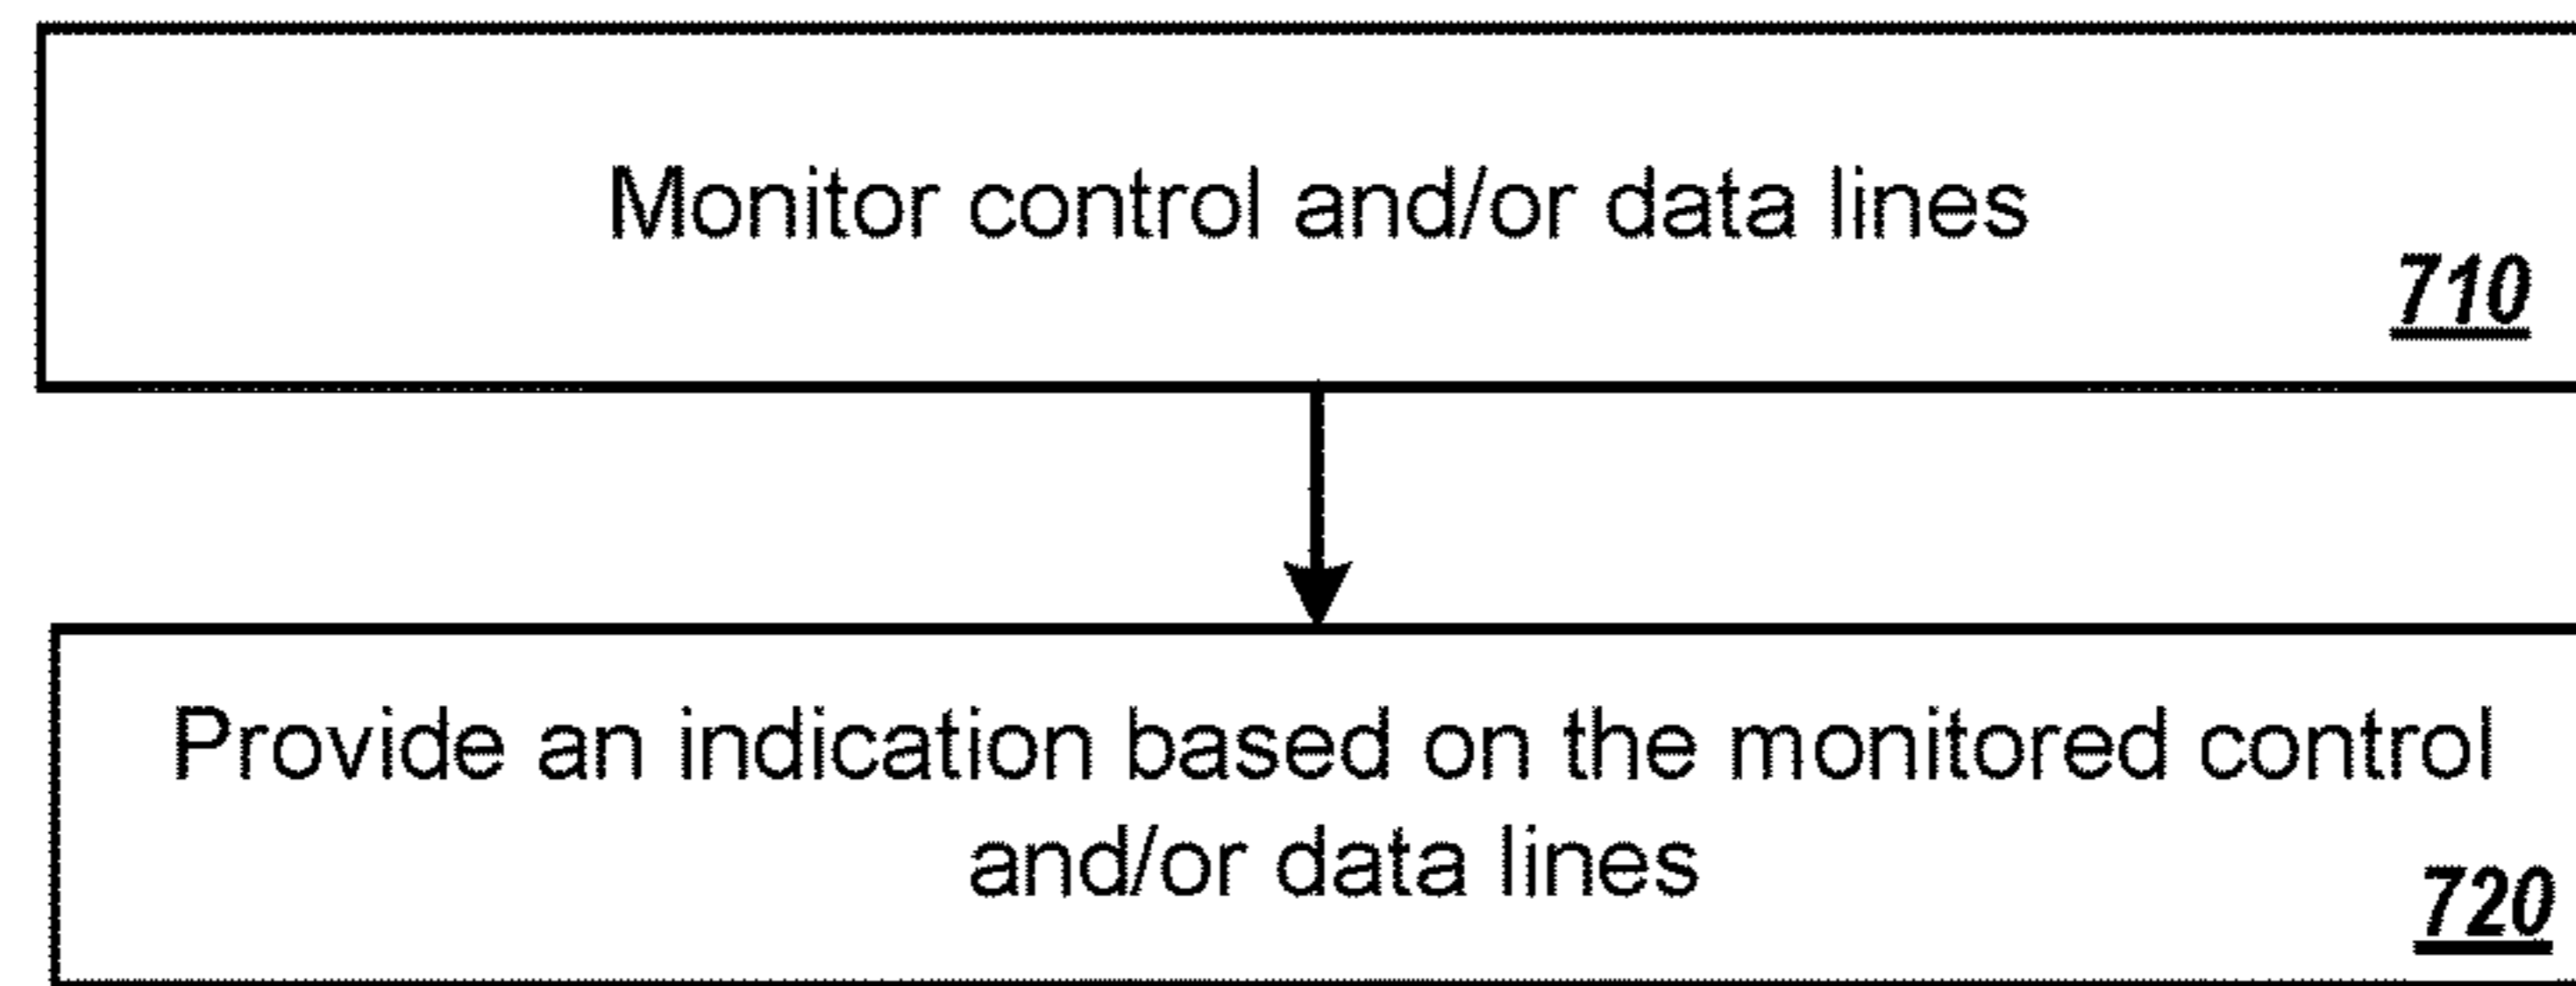 Monitor control and/or data lines
710
Provide an indication based on the monitored control
and/or data lines
720